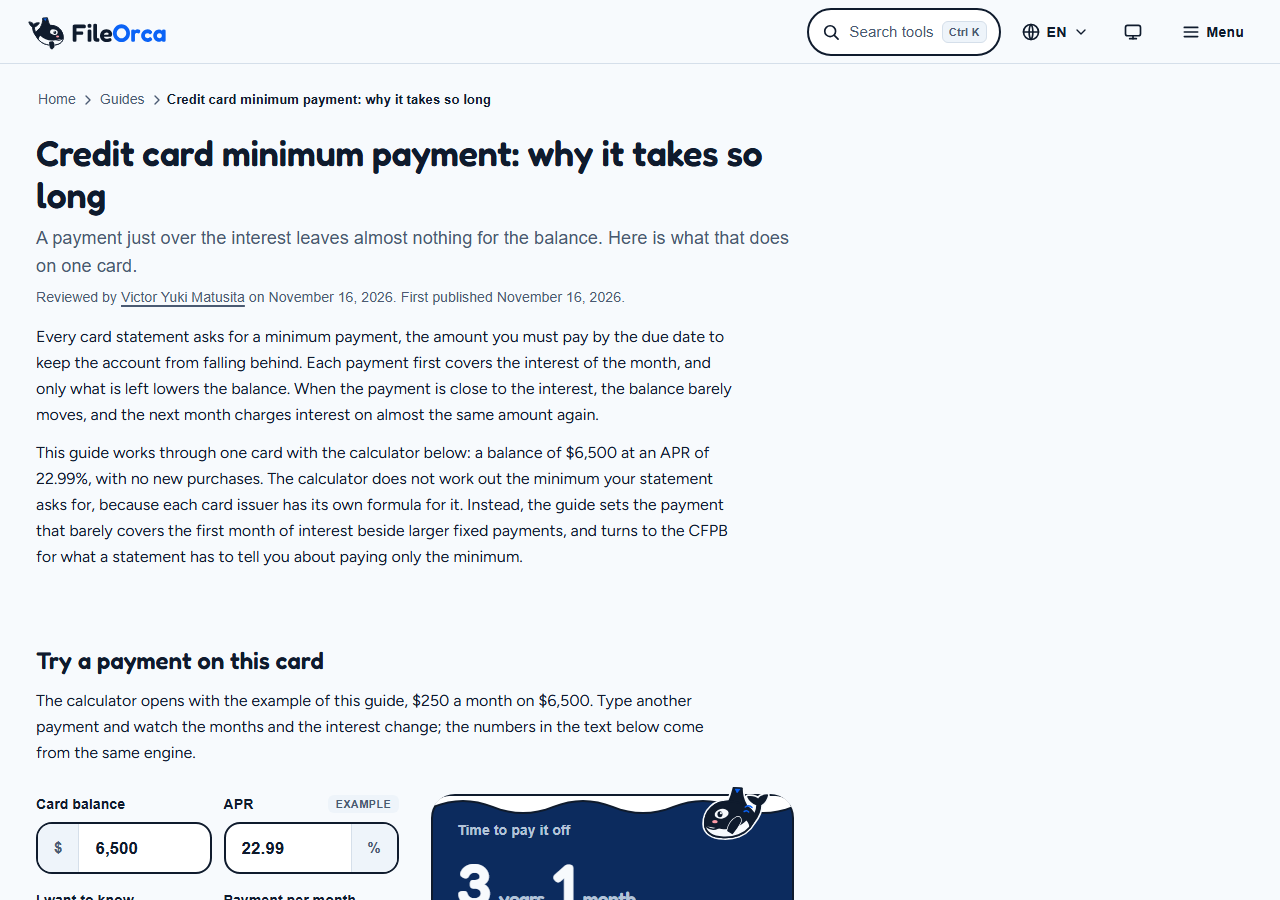 FileOrca
Search tools Ctrl K
EN
Menu
Home > Guides > Credit card minimum payment: why it takes so long
Credit card minimum payment: why it takes so
long
A payment just over the interest leaves almost nothing for the balance. Here is what that does
on one card.
Reviewed by Victor Yuki Matusita on November 16, 2026. First published November 16, 2026.
Every card statement asks for a minimum payment, the amount you must pay by the due date to
keep the account from falling behind. Each payment first covers the interest of the month, and
only what is left lowers the balance. When the payment is close to the interest, the balance barely
moves, and the next month charges interest on almost the same amount again.
This guide works through one card with the calculator below: a balance of $6,500 at an APR of
22.99%, with no new purchases. The calculator does not work out the minimum your statement
asks for, because each card issuer has its own formula for it. Instead, the guide sets the payment
that barely covers the first month of interest beside larger fixed payments, and turns to the CFPB
for what a statement has to tell you about paying only the minimum.
Try a payment on this card
The calculator opens with the example of this guide, $250 a month on $6,500. Type another
payment and watch the months and the interest change; the numbers in the text below come
from the same engine.
Card balance
$ 6,500
APR EXAMPLE
22.99 %
I want to know
Payment per month
Time to pay it off
3 years 1 month